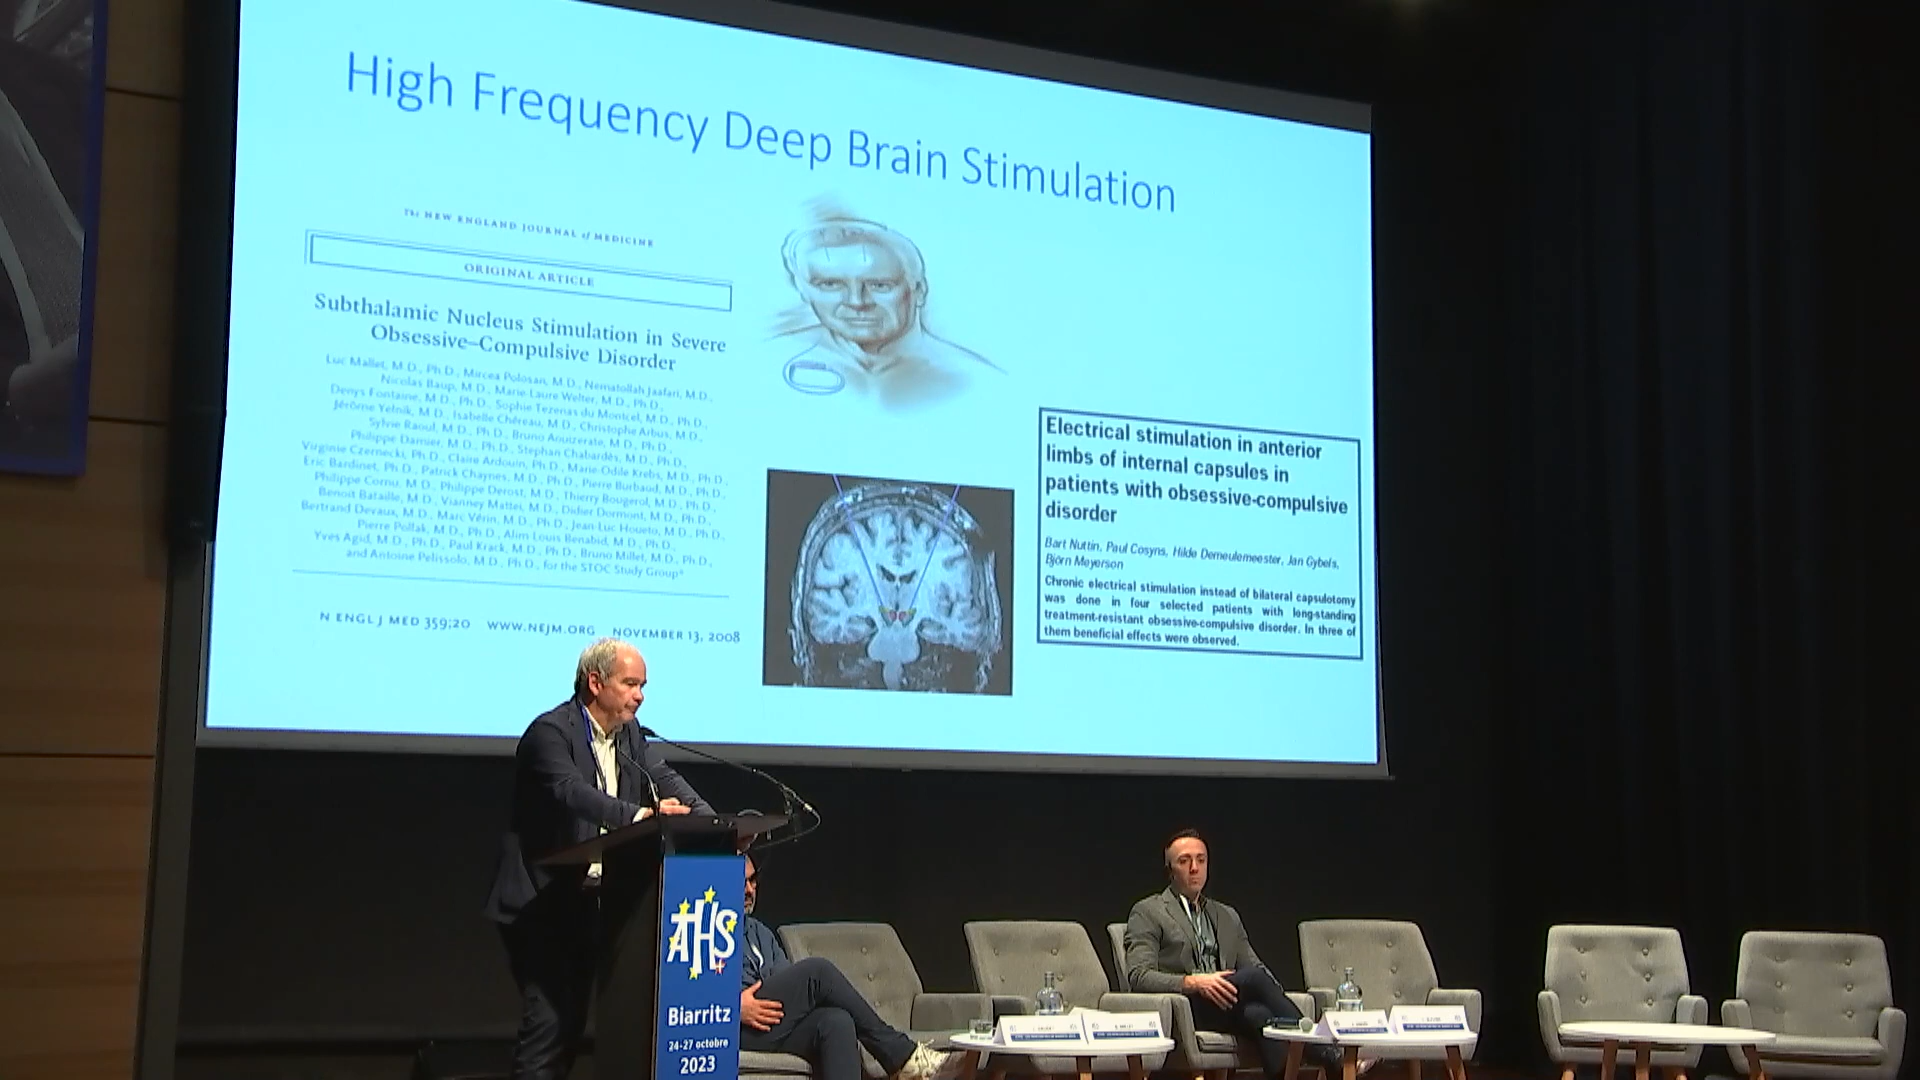 High Frequency Deep Brain Stimulation
The NEW ENGLAND JOURNAL of MEDICINE
ORIGINAL ARTICLE
Subthalamic Nucleus Stimulation in Severe
Obsessive–Compulsive Disorder
Luc Mallet, M.D., Ph.D., Mircea Polosan, M.D., Nematollah Jaafari, M.D.,
Nicolas Baup, M.D., Marie-Laure Welter, M.D., Ph.D.,
Denys Fontaine, M.D., Ph.D., Sophie Tezenas du Montcel, M.D., Ph.D.,
Jérôme Yelnik, M.D., Isabelle Chéreau, M.D., Christophe Arbus, M.D.,
Sylvie Raoul, M.D., Ph.D., Bruno Aouizerate, M.D., Ph.D.,
Philippe Damier, M.D., Ph.D., Stephan Chabardès, M.D., Ph.D.,
Virginie Czernecki, Ph.D., Claire Ardouin, Ph.D., Marie-Odile Krebs, M.D., Ph.D.,
Eric Bardinet, Ph.D., Patrick Chaynes, M.D., Ph.D., Pierre Burbaud, M.D., Ph.D.,
Philippe Cornu, M.D., Philippe Derost, M.D., Thierry Bougerol, M.D., Ph.D.,
Benoit Bataille, M.D., Vianney Mattei, M.D., Didier Dormont, M.D., Ph.D.,
Bertrand Devaux, M.D., Marc Vérin, M.D., Ph.D., Jean-Luc Houeto, M.D., Ph.D.,
Pierre Pollak, M.D., Ph.D., Alim-Louis Benabid, M.D., Ph.D.,
Yves Agid, M.D., Ph.D., Paul Krack, M.D., Ph.D., Bruno Millet, M.D., Ph.D.,
and Antoine Pelissolo, M.D., Ph.D., for the STOC Study Group*
N ENGL J MED 359;20 WWW.NEJM.ORG NOVEMBER 13, 2008
Electrical stimulation in anterior
limbs of internal capsules in
patients with obsessive-compulsive
disorder
Bart Nuttin, Paul Cosyns, Hilde Demeulemeester, Jan Gybels,
Björn Meyerson
Chronic electrical stimulation instead of bilateral capsulotomy
was done in four selected patients with long-standing
treatment-resistant obsessive-compulsive disorder. In three of
them beneficial effects were observed.
AHS
Biarritz
24-27 octobre
2023